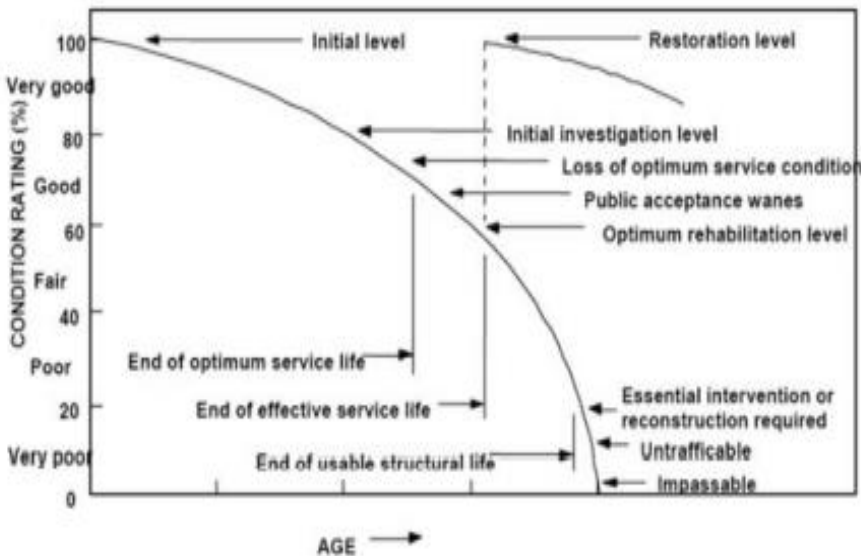 100
Initial level
Restoration level
Very good
CONDITION RATING (%)
80
Initial investigation level
Loss of optimum service condition
Good
Public acceptance wanes
60
Optimum rehabilitation level
Fair
40
End of optimum service life
Poor
Essential intervention or
reconstruction required
20
End of effective service life
Untrafficable
Very poor
End of usable structural life
Impassable
0
AGE